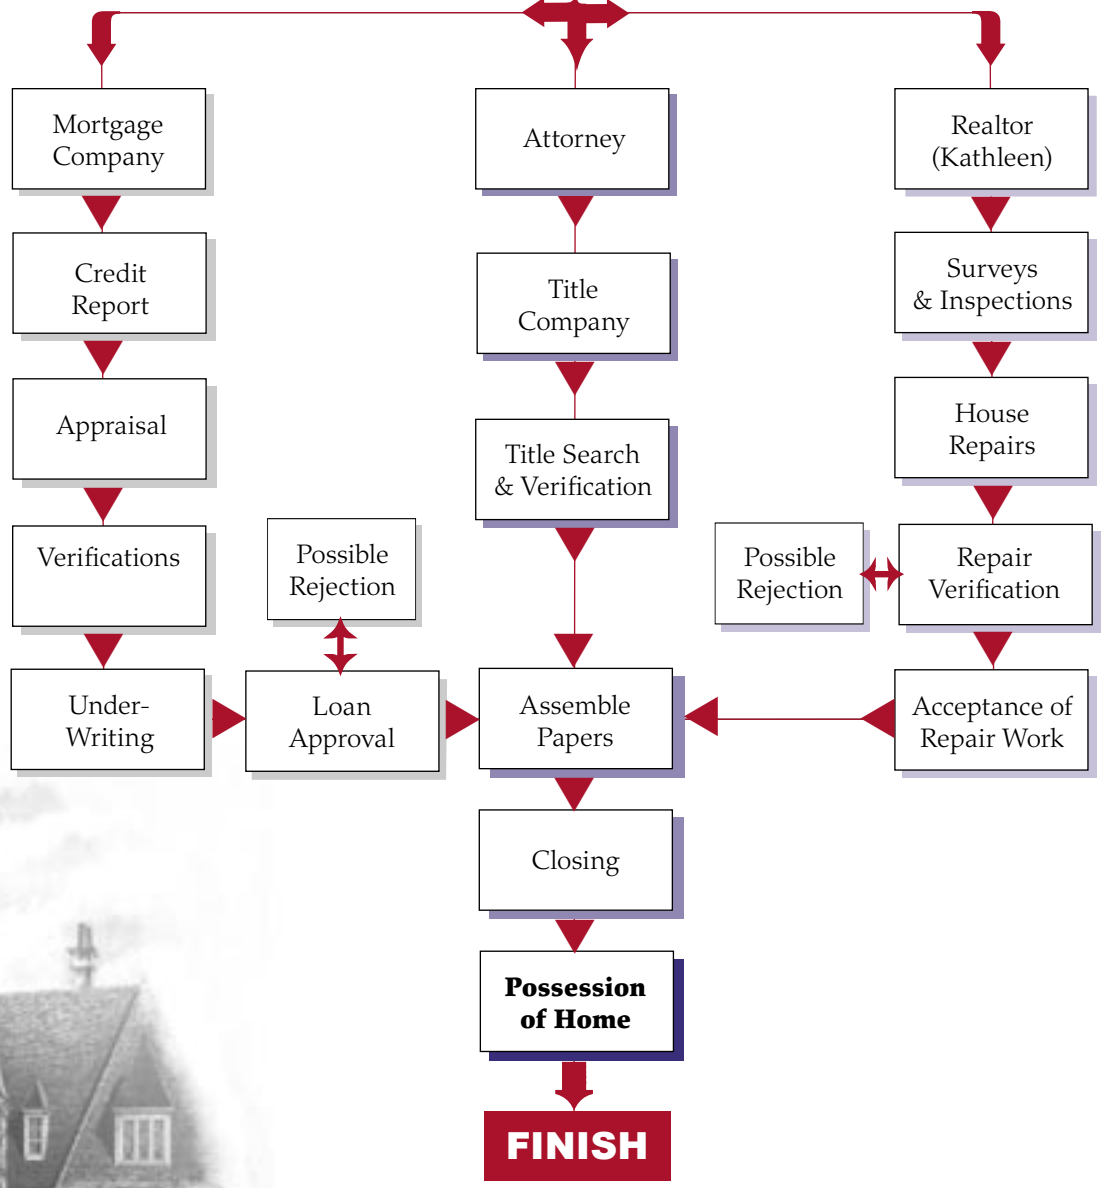 Mortgage
Company
Attorney
Realtor
(Kathleen)
Credit
Report
Title
Company
Surveys
& Inspections
Appraisal
Title Search
& Verification
House
Repairs
Verifications
Possible
Rejection
Possible
Rejection
Repair
Verification
Under-
Writing
Loan
Approval
Assemble
Papers
Acceptance of
Repair Work
Closing
Possession
of Home
FINISH